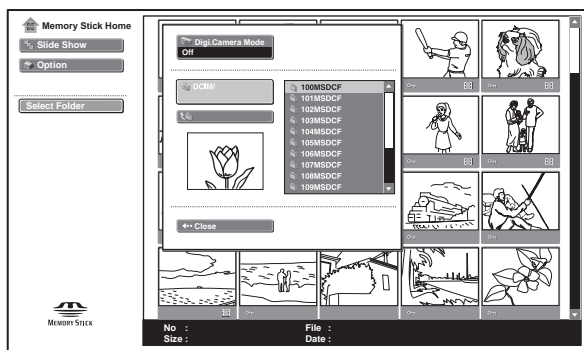 Memory Stick Home
Slide Show
Option
Select Folder
Digi.Camera Mode
Off
DCIM/
100MSDCF
101MSDCF
102MSDCF
103MSDCF
104MSDCF
105MSDCF
106MSDCF
107MSDCF
108MSDCF
109MSDCF
Close
MEMORY STICK
No :
File :
Size :
Date :